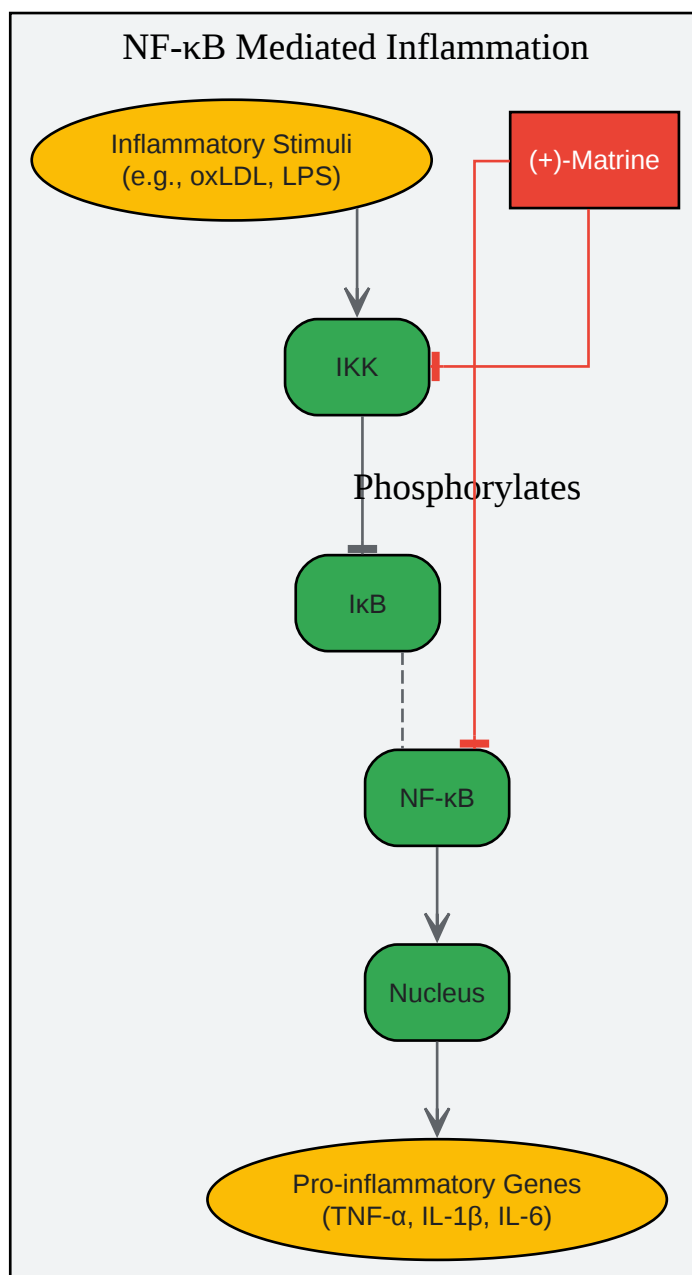 NF-κB Mediated Inflammation
Inflammatory Stimuli
(e.g., oxLDL, LPS)
(+)-Matrine
IKK
Phosphorylates
IκB
NF-κB
Nucleus
Pro-inflammatory Genes
(TNF-α, IL-1β, IL-6)